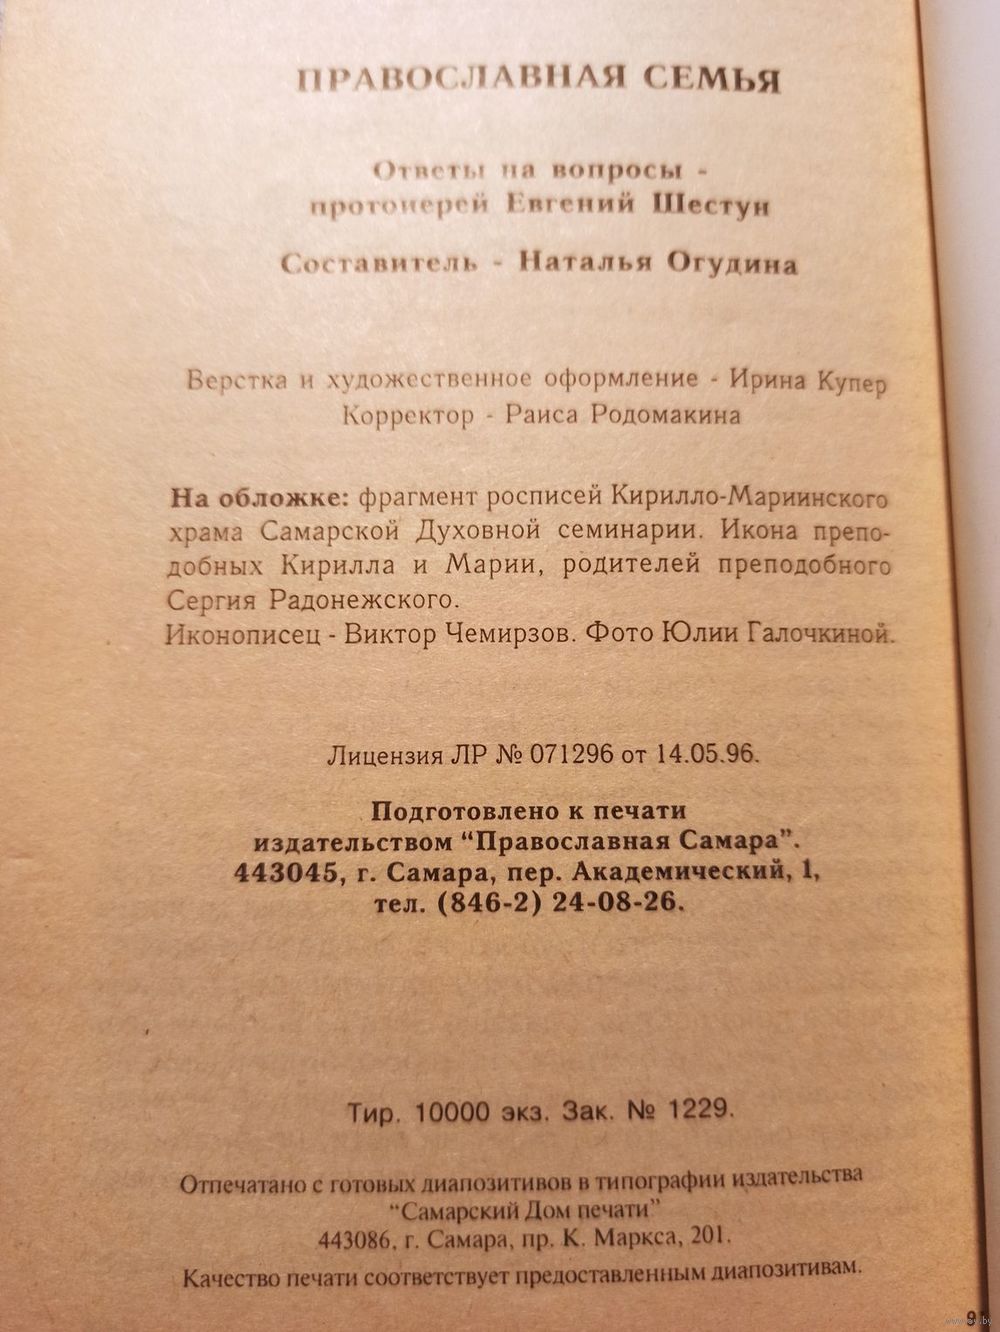 ПРАВОСЛАВНАЯ СЕМЬЯ
Ответы на вопросы -
протоиерей Евгений Шестун
Составитель - Наталья Огудина
Верстка и художественное оформление - Ирина Купер
Корректор - Раиса Родомакина
На обложке: фрагмент росписей Кирилло-Мариинского
храма Самарской Духовной семинарии. Икона препо-
добных Кирилла и Марии, родителей преподобного
Сергия Радонежского.
Иконописец - Виктор Чемирзов. Фото Юлии Галочкиной.
Лицензия ЛР № 071296 от 14.05.96.
Подготовлено к печати
издательством “Православная Самара”.
443045, г. Самара, пер. Академический, 1,
тел. (846-2) 24-08-26.
Тир. 10000 экз. Зак. № 1229.
Отпечатано с готовых диапозитивов в типографии издательства
“Самарский Дом печати”
443086, г. Самара, пр. К. Маркса, 201.
Качество печати соответствует предоставленным диапозитивам.